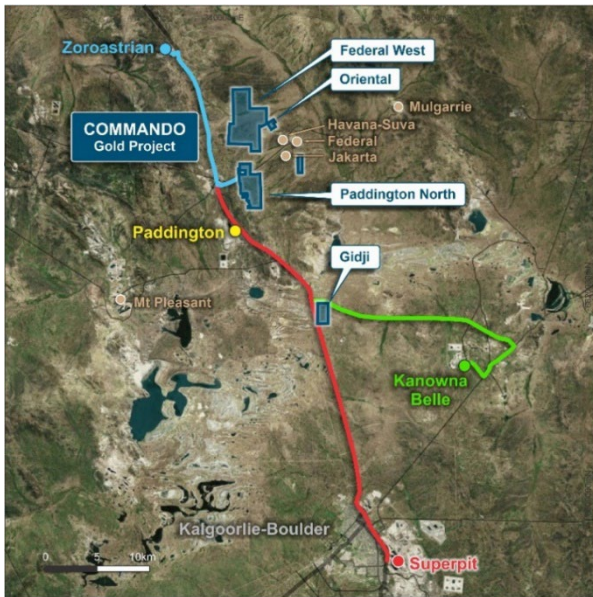 Zoroastrian
Federal West
Oriental
Mulgarrie
COMMANDO
Gold Project
Havana-Suva
Federal
Jakarta
Paddington North
Paddington
Gidji
Mt Pleasant
Kanowna
Belle
Kalgoorlie-Boulder
0 5 10km
Superpit